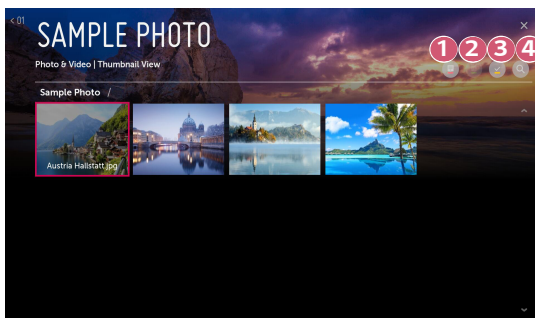 < 01
SAMPLE PHOTO
Photo & Video | Thumbnail View
1 2 3 4
Sample Photo /
Austria Hallstatt.jpg